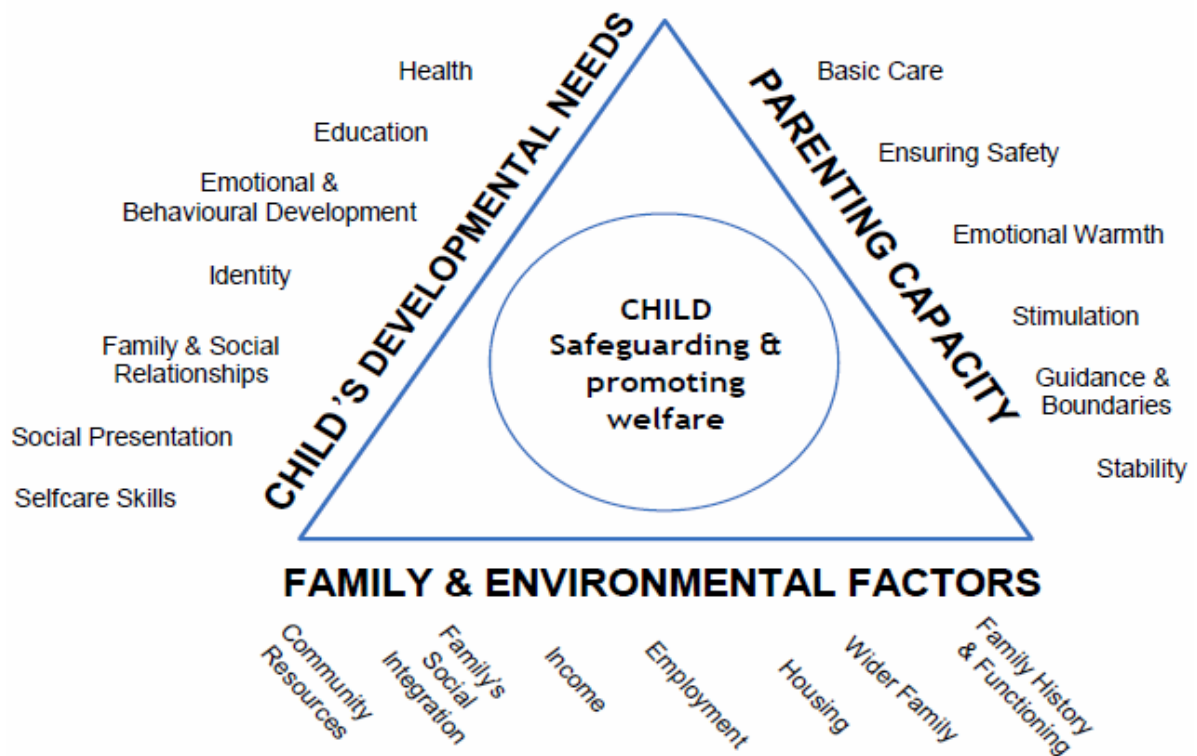 Health
Education
Emotional &
Behavioural Development
Identity
Family & Social
Relationships
Social Presentation
Selfcare Skills
CHILD'S DEVELOPMENTAL NEEDS
CHILD
Safeguarding &
promoting
welfare
PARENTING CAPACITY
Basic Care
Ensuring Safety
Emotional Warmth
Stimulation
Guidance &
Boundaries
Stability
FAMILY & ENVIRONMENTAL FACTORS
Community
Resources
Family's
Social
Integration
Income
Employment
Housing
Wider Family
Family History
& Functioning